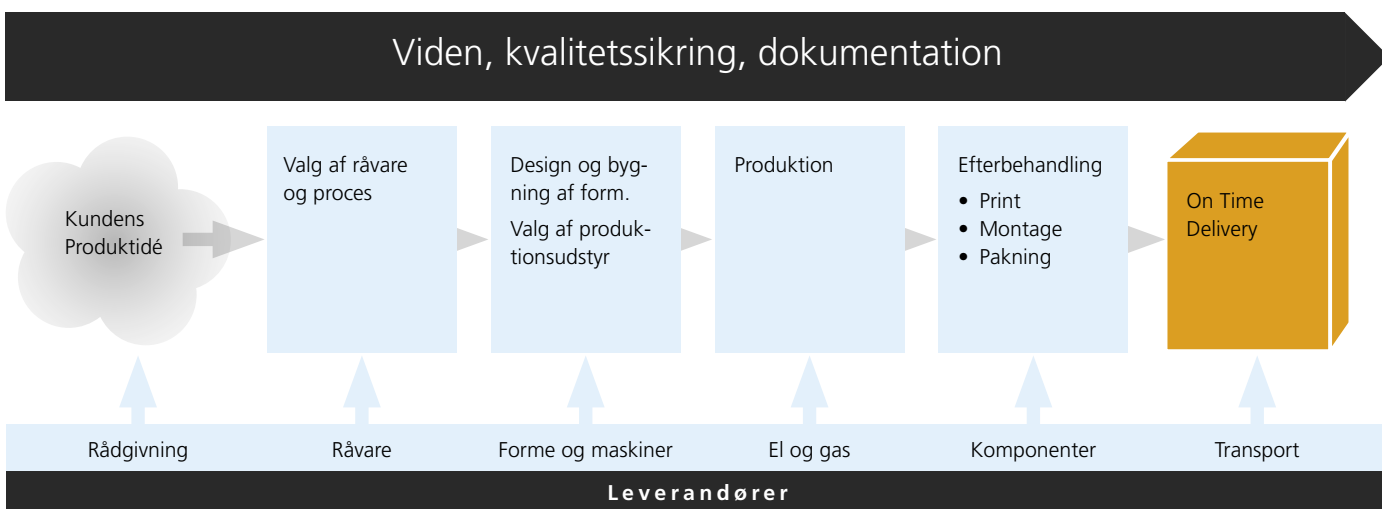 Viden, kvalitetssikring, dokumentation
Kundens
Produktidé
Valg af råvare
og proces
Design og byg-
ning af form.
Valg af produk-
tionsudstyr
Produktion
Efterbehandling
• Print
• Montage
• Pakning
On Time
Delivery
Rådgivning
Råvare
Forme og maskiner
El og gas
Komponenter
Transport
Leverandører